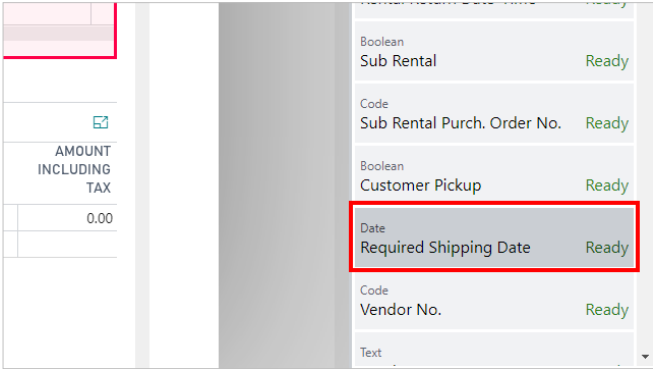 AMOUNT
INCLUDING
TAX
0.00
Boolean
Sub Rental Ready
Code
Sub Rental Purch. Order No. Ready
Boolean
Customer Pickup Ready
Date
Required Shipping Date Ready
Code
Vendor No. Ready
Text